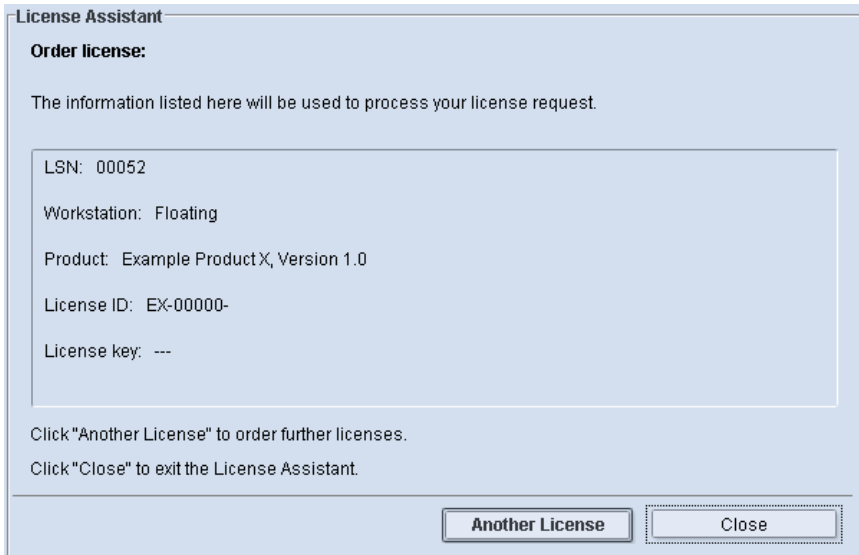 License Assistant
Order license:
The information listed here will be used to process your license request.
LSN: 00052
Workstation: Floating
Product: Example Product X, Version 1.0
License ID: EX-00000-
License key: ---
Click "Another License" to order further licenses.
Click "Close" to exit the License Assistant.
Another License
Close